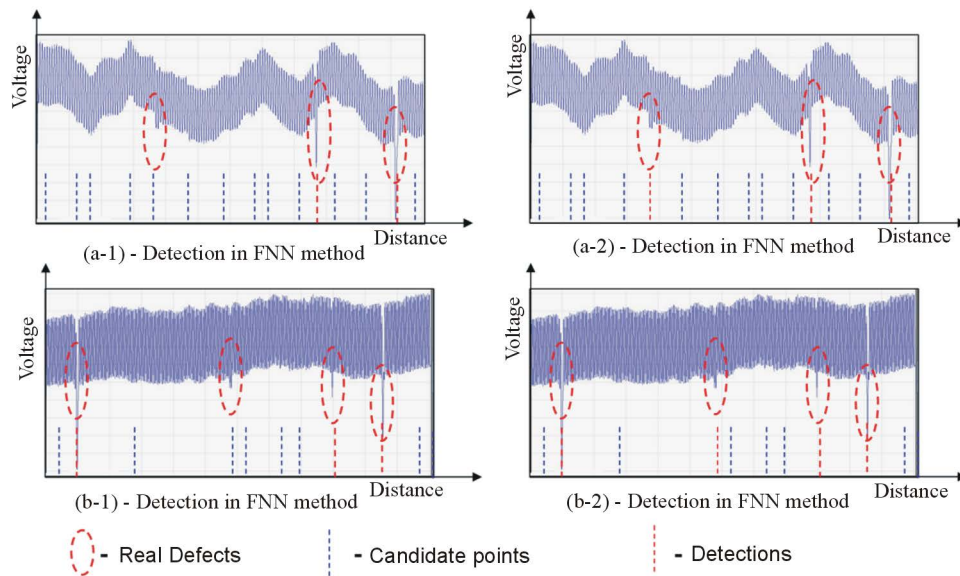 Voltage
Voltage
Distance
Distance
(a-1) - Detection in FNN method
(a-2) - Detection in FNN method
Voltage
Voltage
Distance
Distance
(b-1) - Detection in FNN method
(b-2) - Detection in FNN method
- Real Defects
- Candidate points
- Detections